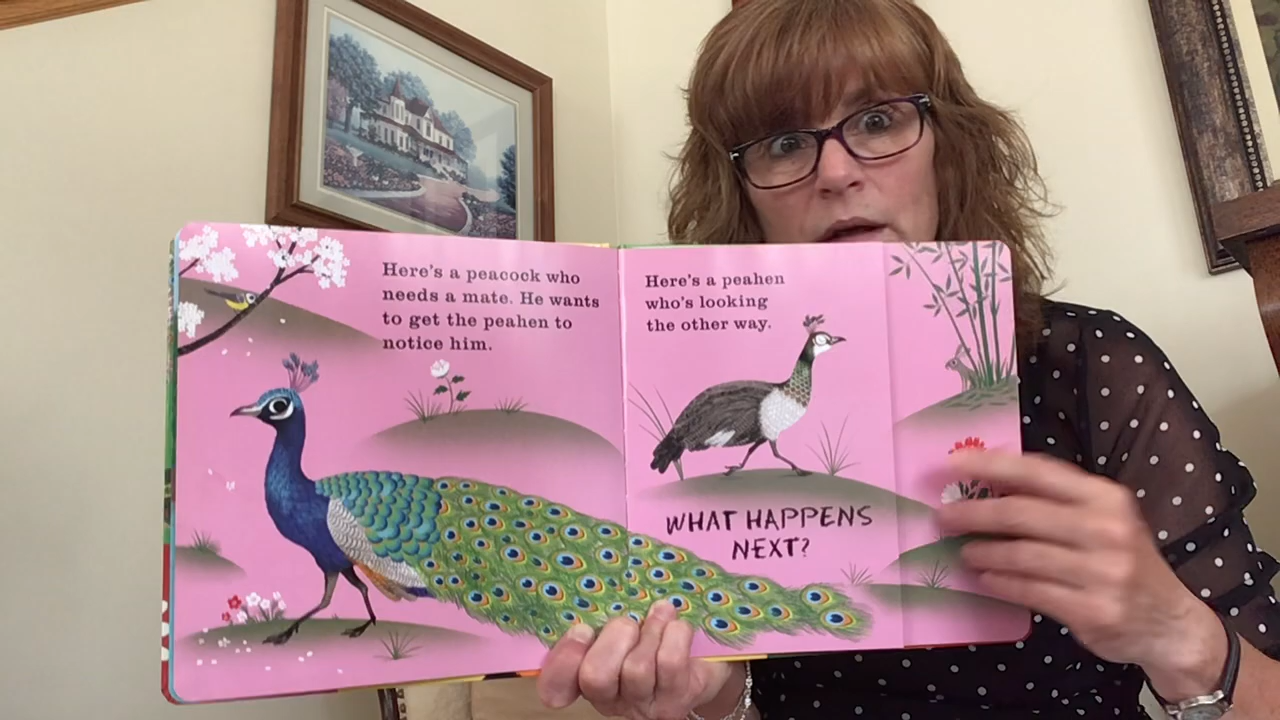 Here's a peacock who
needs a mate. He wants
to get the peahen to
notice him.
Here's a peahen
who's looking
the other way.
WHAT HAPPENS
NEXT?